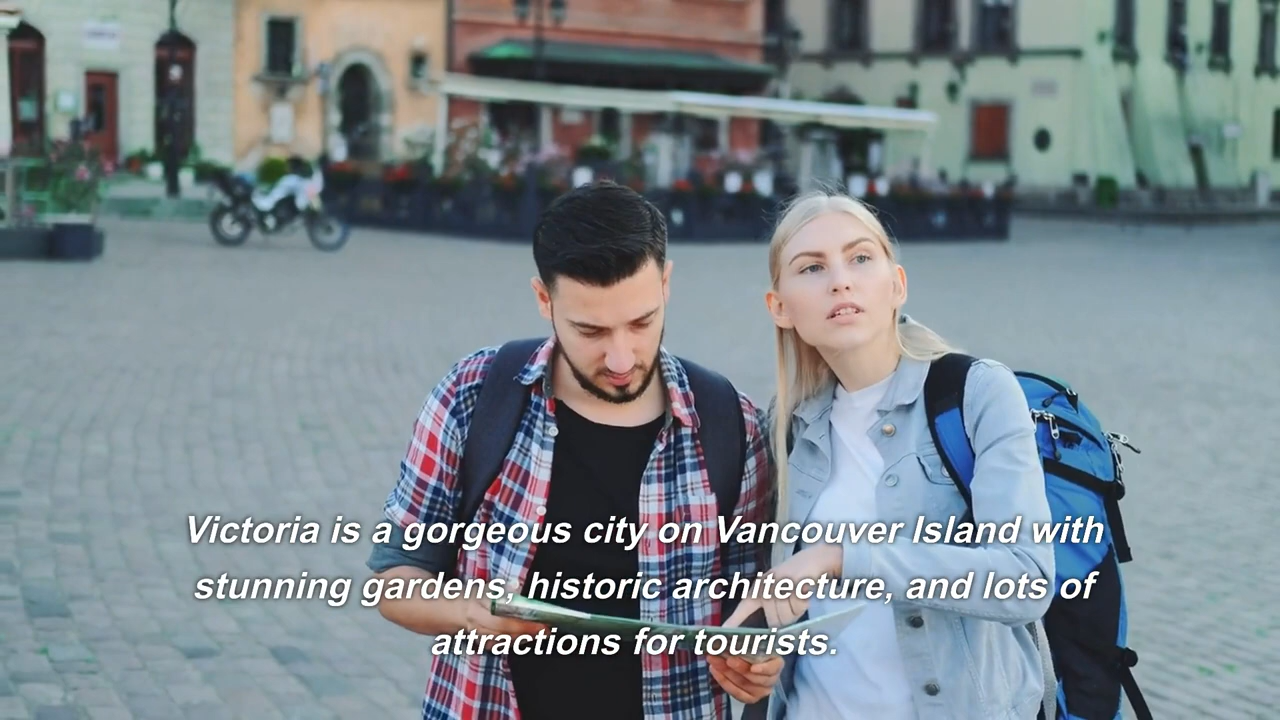 Victoria is a gorgeous city on Vancouver Island with
stunning gardens, historic architecture, and lots of
attractions for tourists.